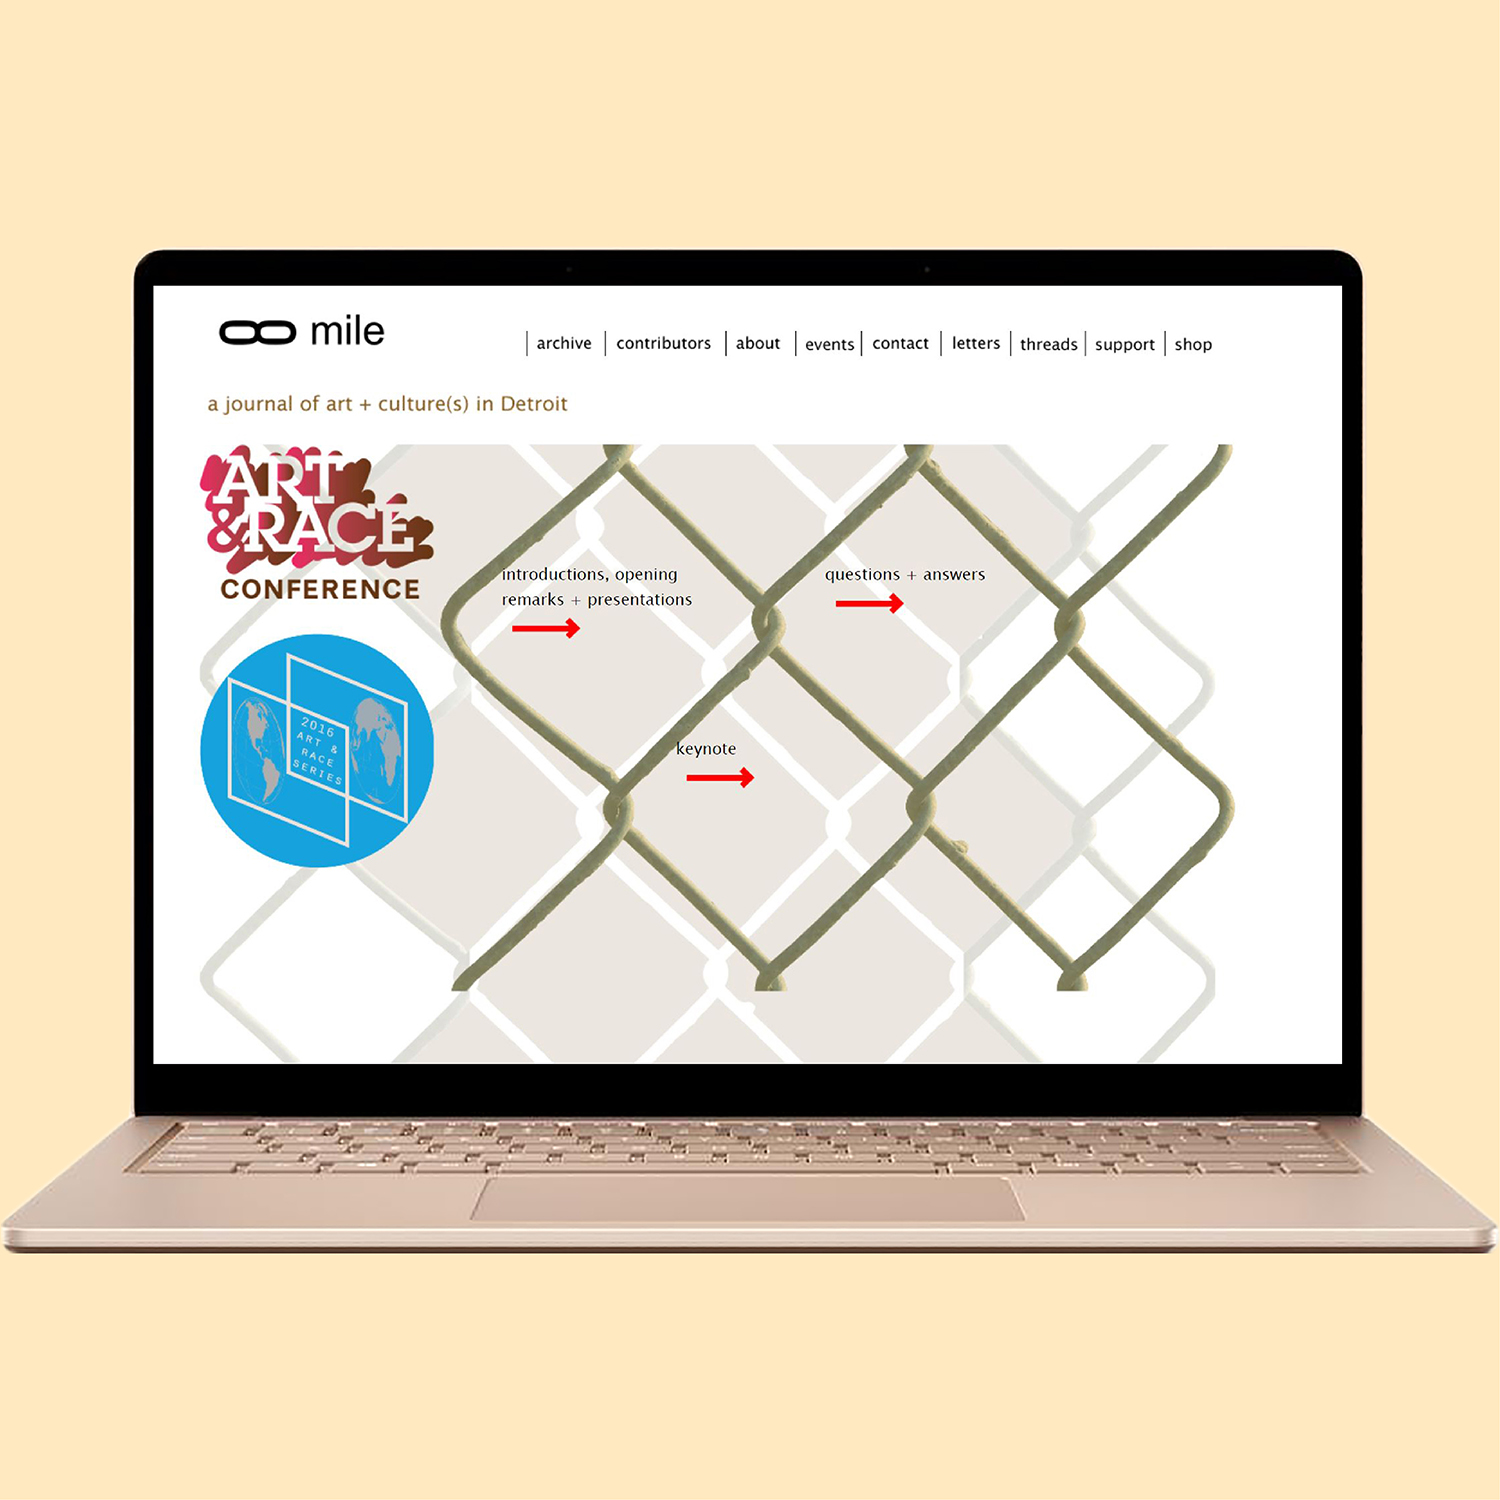 mile
archive
contributors
about
events
contact
letters
threads
support
shop
a journal of art + culture(s) in Detroit
ART
&RACE
CONFERENCE
introductions, opening
remarks + presentations
questions + answers
keynote
2016
ART &
RACE
SERIES